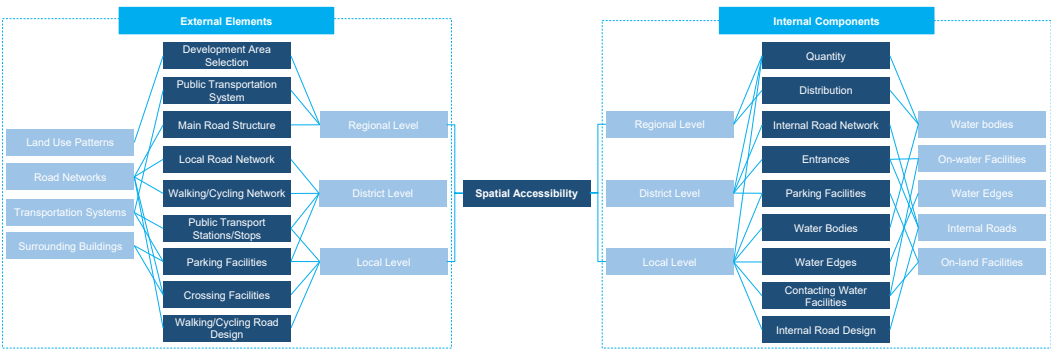 External Elements
Internal Components
Land Use Patterns
Road Networks
Transportation Systems
Surrounding Buildings
Development Area
Selection
Public Transportation
System
Main Road Structure
Local Road Network
Walking/Cycling Network
Public Transport
Stations/Stops
Parking Facilities
Crossing Facilities
Walking/Cycling Road
Design
Regional Level
District Level
Local Level
Spatial Accessibility
Regional Level
District Level
Local Level
Quantity
Distribution
Internal Road Network
Entrances
Parking Facilities
Water Bodies
Water Edges
Contacting Water
Facilities
Internal Road Design
Water bodies
On-water Facilities
Water Edges
Internal Roads
On-land Facilities